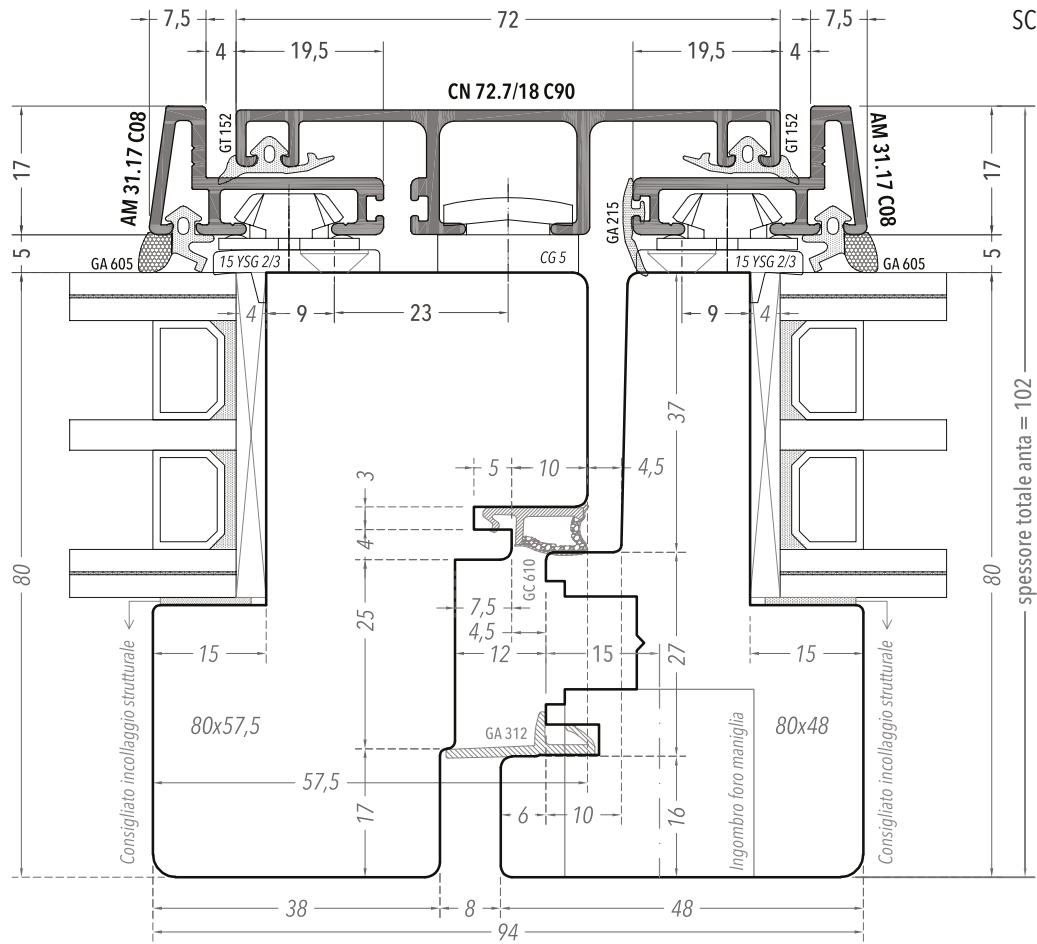 7,5
72
7,5
SC
4
19,5
19,5
4
CN 72.7/18 C90
GT 152
GT 152
AM 31.17 C08
AM 31.17 C08
17
17
GA 215
5
5
GA 605
15 YSG 2/3
CG 5
15 YSG 2/3
GA 605
4
9
23
9
4
37
5
10
4,5
3
4
80
80
spessore totale anta = 102
GC 610
7,5
25
4,5
12
15
27
15
15
Consigliato incollaggio strutturale
Consigliato incollaggio strutturale
80x57,5
80x48
GA 312
Ingombro foro maniglia
57,5
17
6
10
16
38
8
48
94